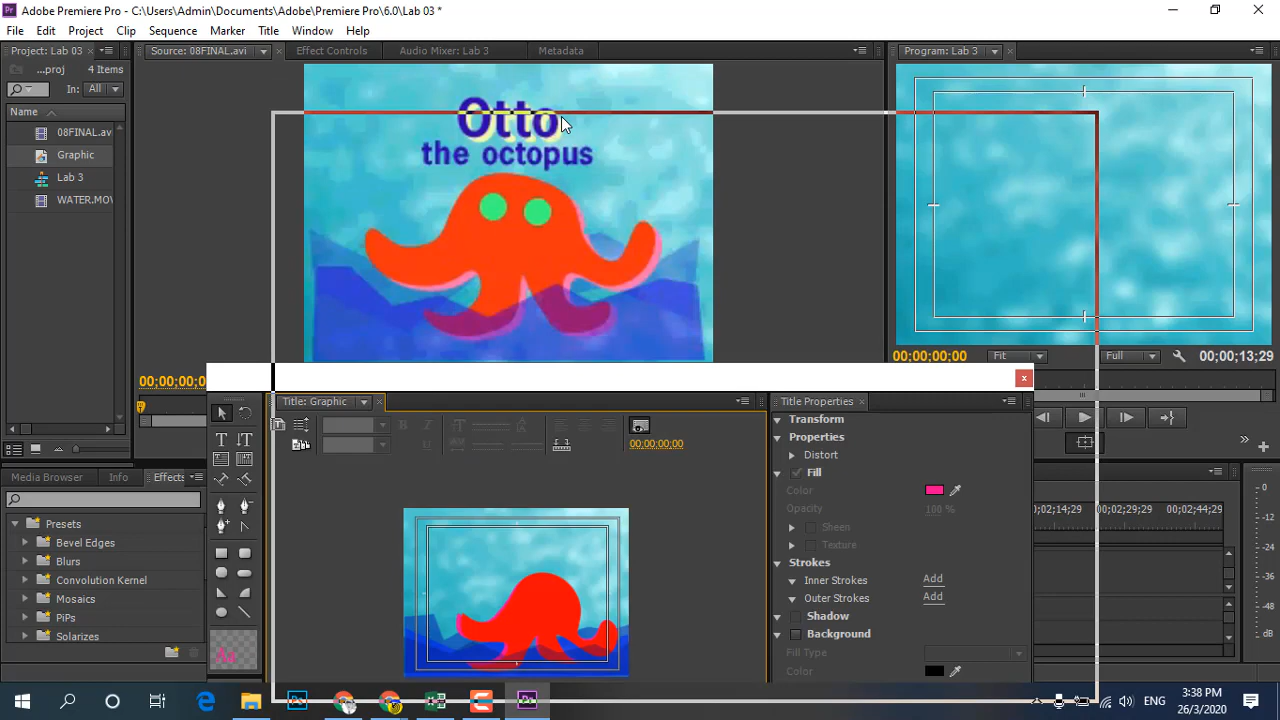 Adobe Premiere Pro - C:\Users\Admin\Documents\Adobe\Premiere Pro\6.0\Lab 03 *
File Edit Project Clip Sequence Marker Title Window Help
Project: Lab 03
Source: 08FINAL.avi
Effect Controls
Audio Mixer: Lab 3
Metadata
Program: Lab 3
...proj 4 Items
In: All
Name
08FINAL.av
Graphic
Lab 3
WATER.MOV
Otto
the octopus
00;00;00;0
00;00;00;00
Fit
Full
00;00;13;29
Title: Graphic
Title Properties
00;00;00;00
Transform
Properties
Distort
Fill
Color
Opacity 100 %
Sheen
Texture
Strokes
Inner Strokes Add
Outer Strokes Add
Shadow
Background
Fill Type
Color
Media Browser
Info
Effects
Presets
Bevel Edges
Blurs
Convolution Kernel
Mosaics
PiPs
Solarizes
;02;14;29 00;02;29;29 00;02;44;29
0
-12
-24
-36
-48
dB
ENG
3:38 PM
26/3/2020